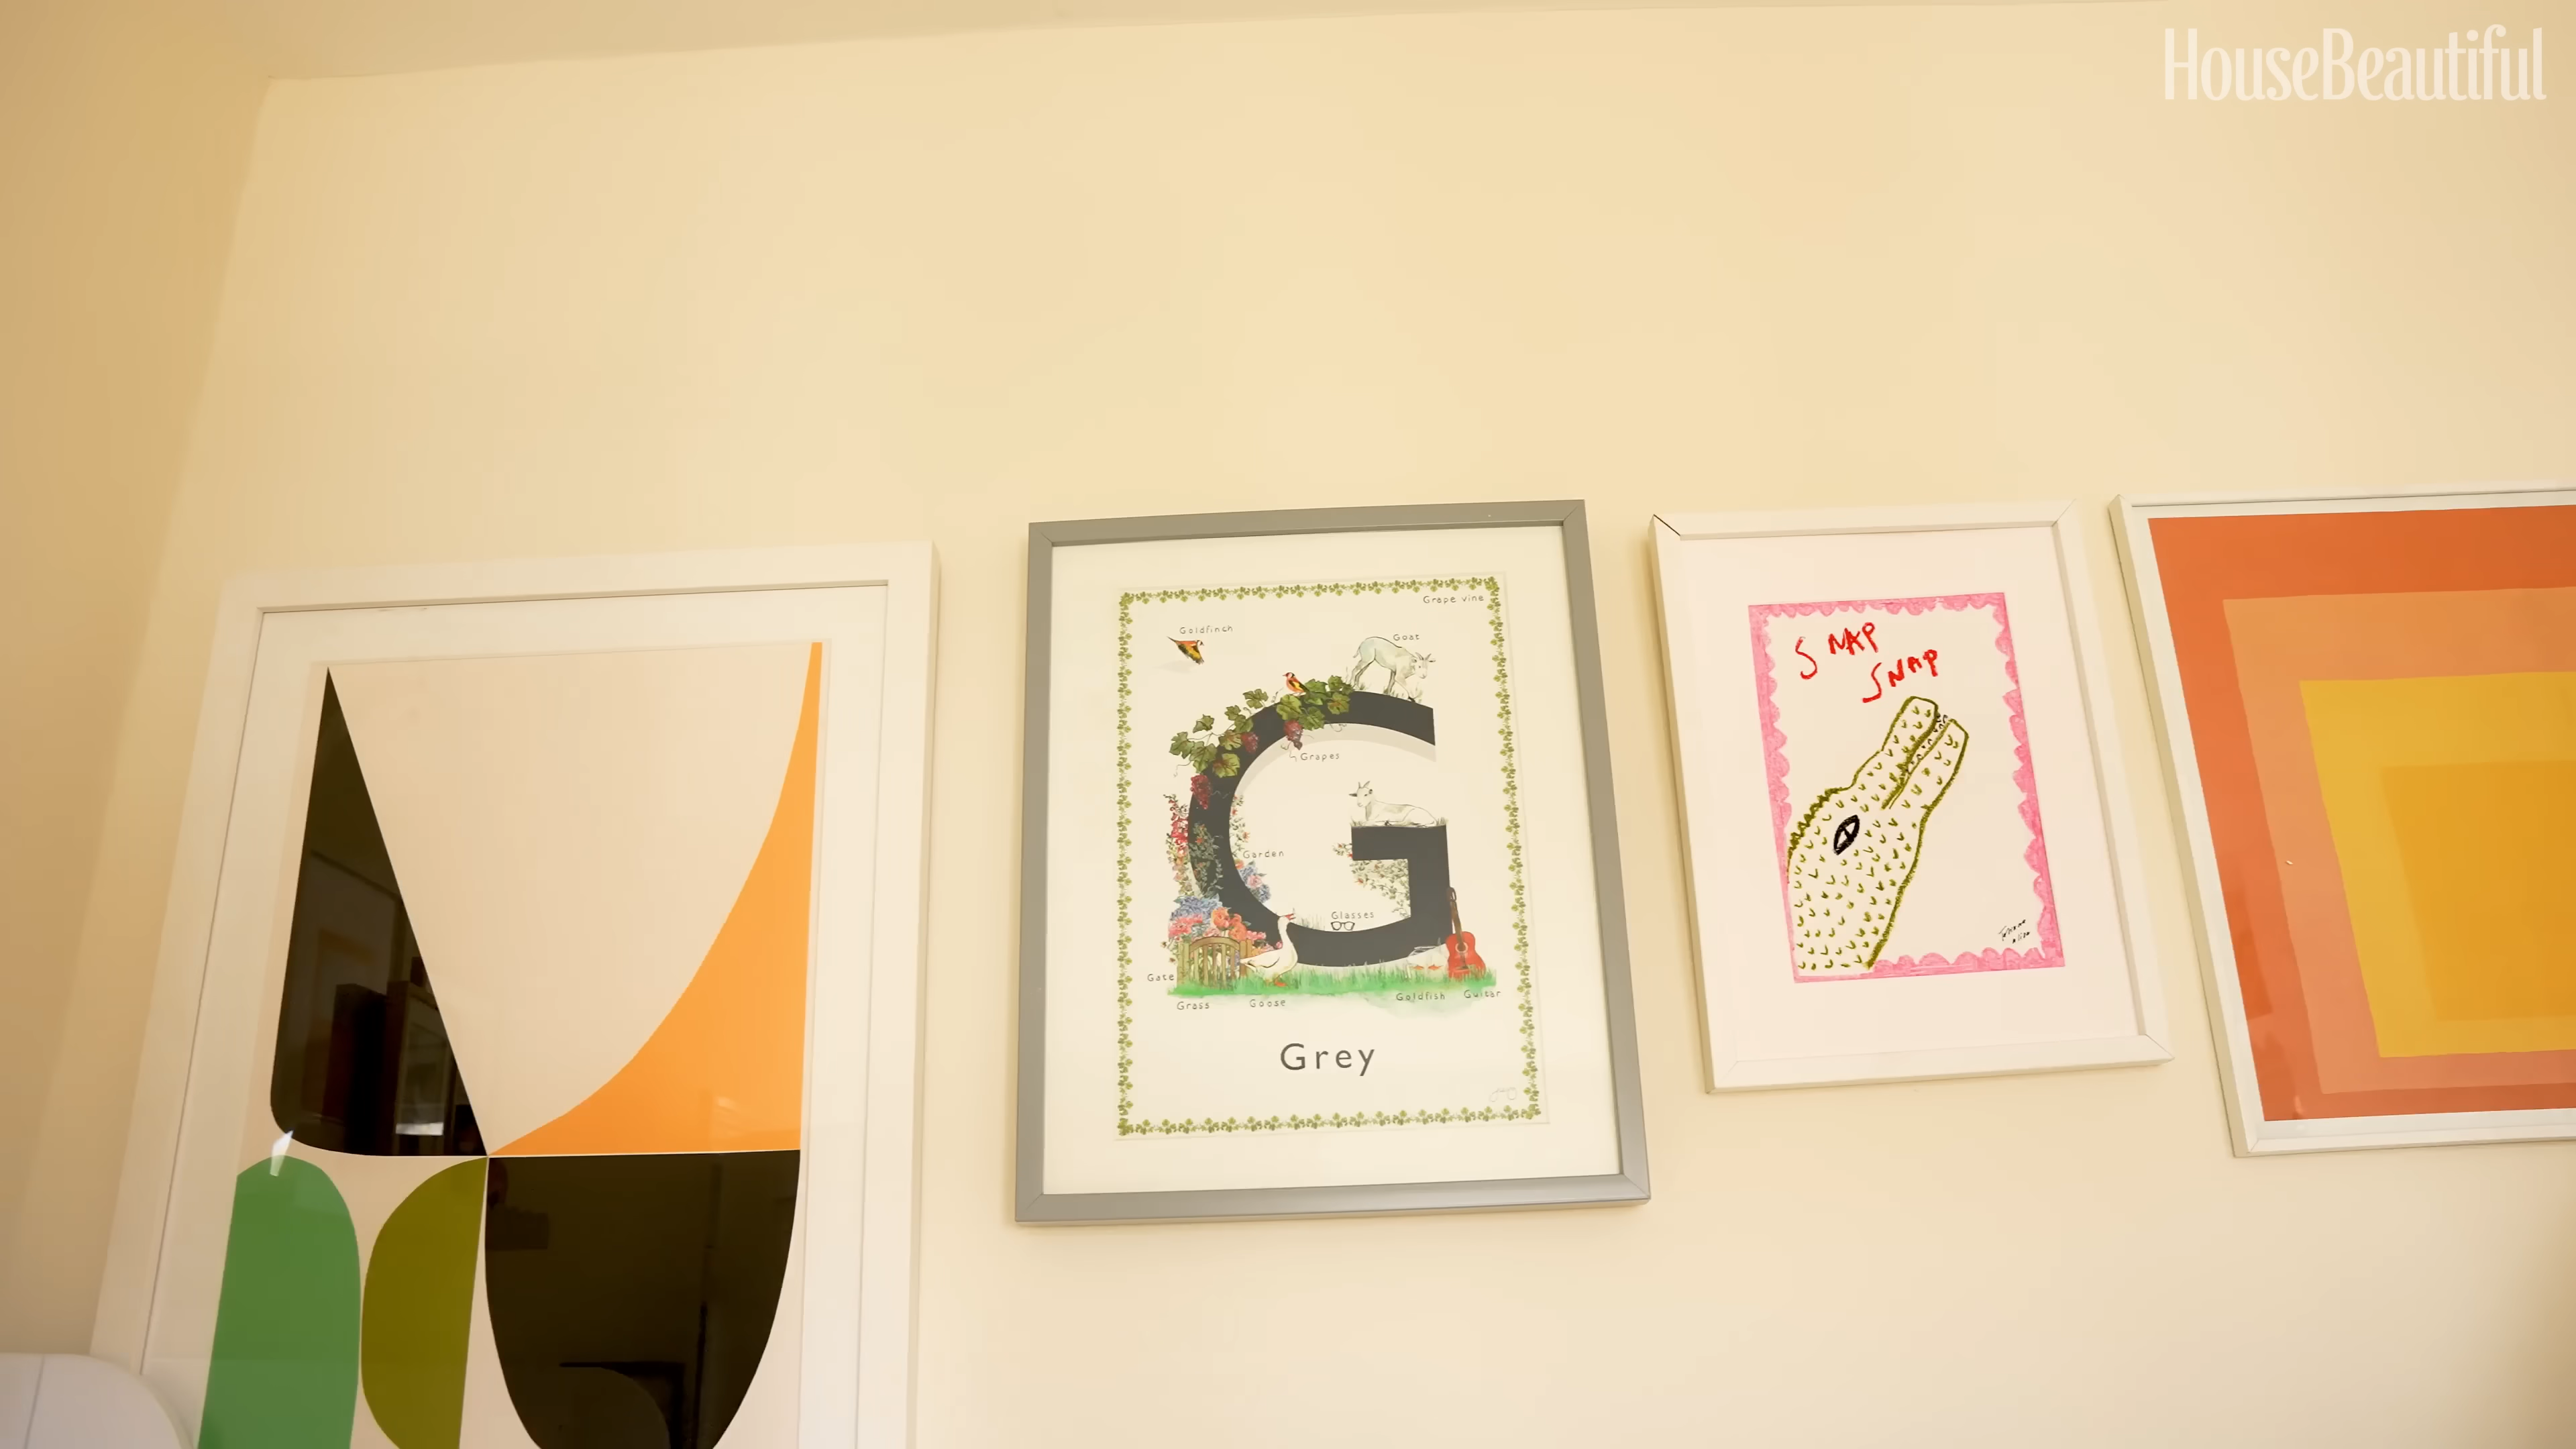 HouseBeautiful
Grape vine
Goldfinch
Goat
Grapes
Garden
Glasses
Gate
Grass
Goose
Goldfish
Guitar
Grey
SNAP
SNAP